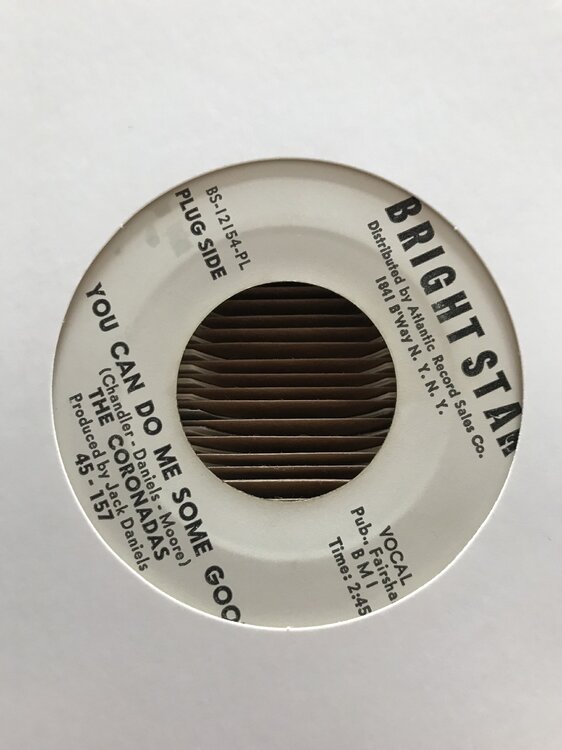 BRIGHT STA
Distributed by Atlantic Record Sales Co.
1841 B'Way N. Y. N. Y.
BS-12154-PL
PLUG SIDE
VOCAL
Pub., Fairsha
B M I
Time: 2:45
YOU CAN DO ME SOME GOO
(Chandler - Daniels - Moore)
THE CORONADAS
Produced by Jack Daniels
45 - 157